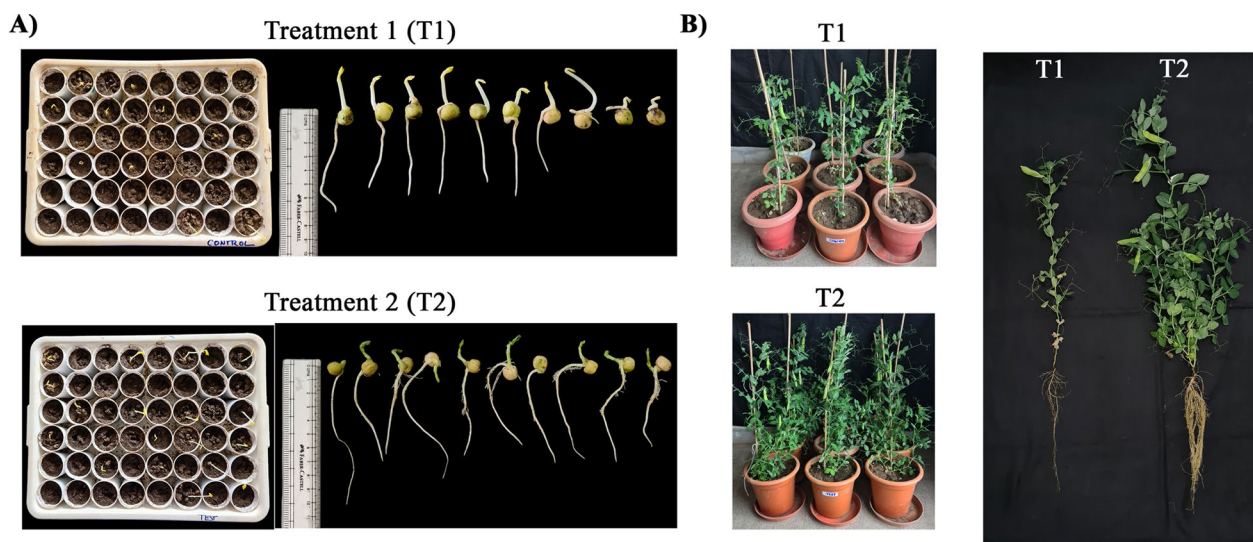 A)
Treatment 1 (T1)
CONTROL
FABER-CASTELL
Treatment 2 (T2)
TEST
FABER-CASTELL
B)
T1
T2
T1 T2